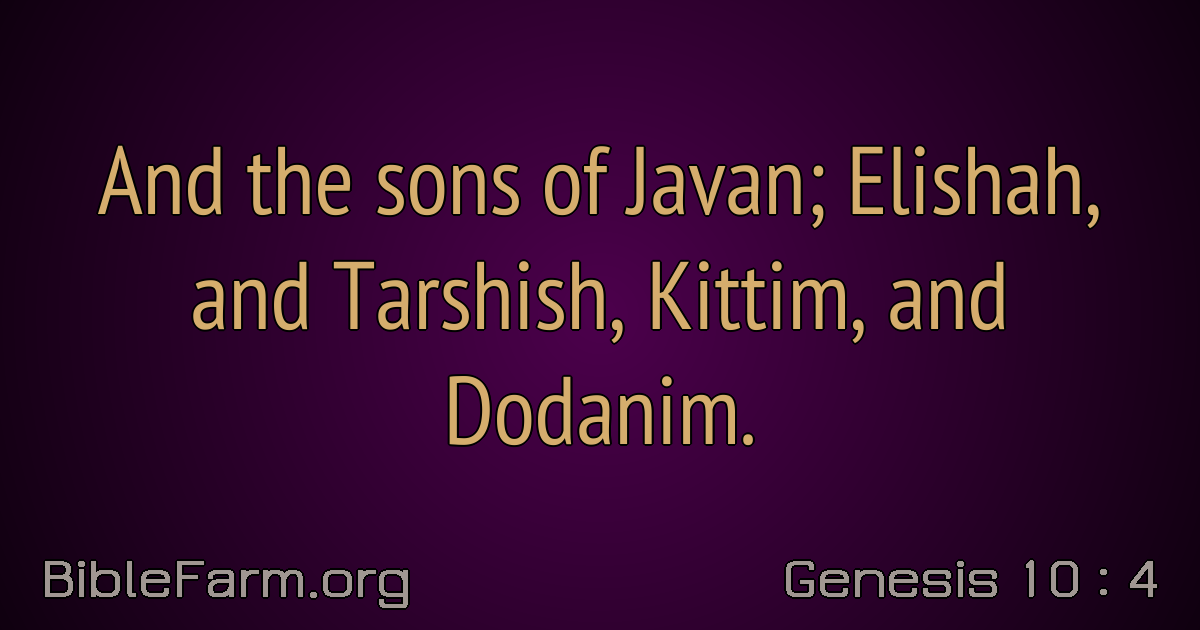 And the sons of Javan; Elishah,
and Tarshish, Kittim, and
Dodanim.
BibleFarm.org
Genesis 10 : 4